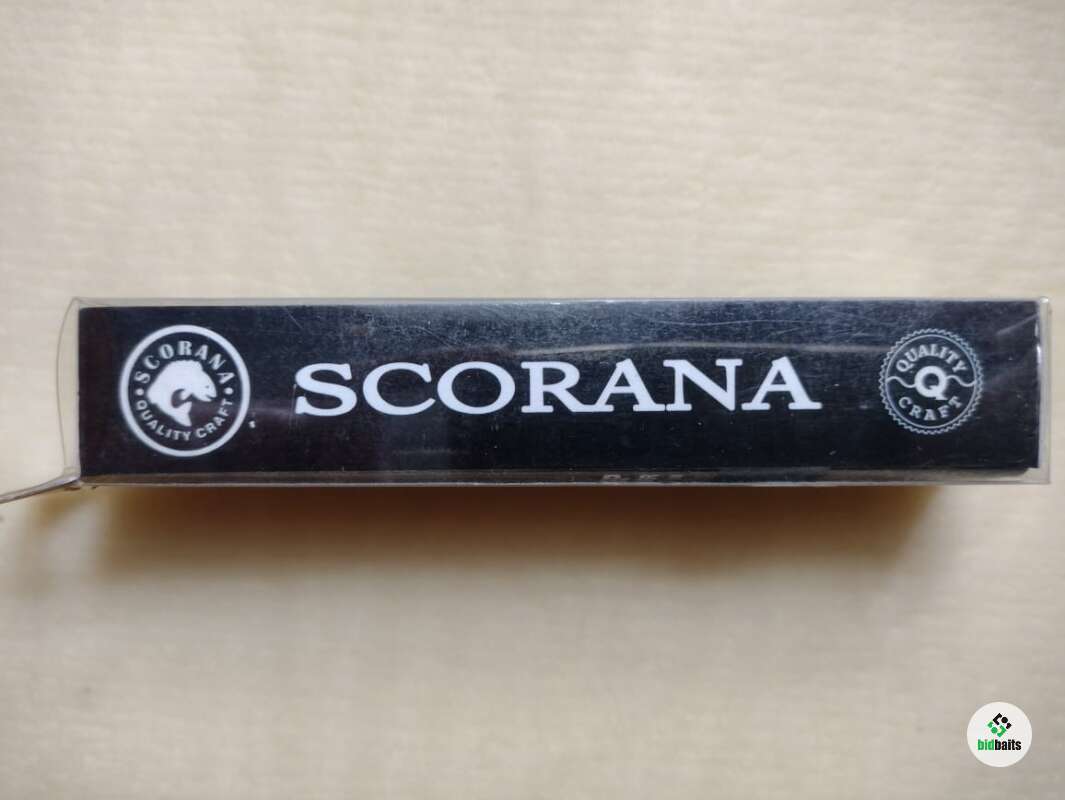 SCORANA
QUALITY CRAFT
SCORANA
QUALITY
Q
CRAFT
bidbaits